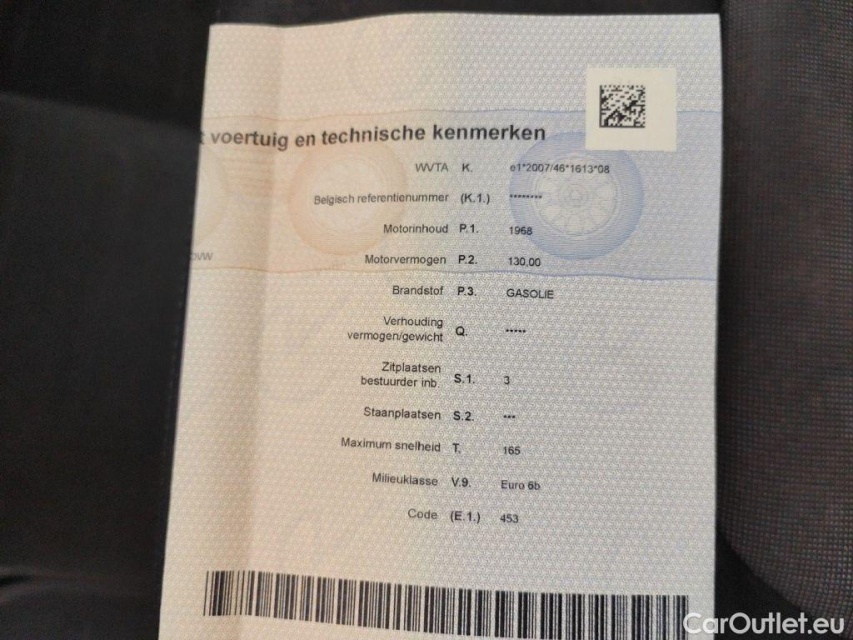 t voertuig en technische kenmerken
WVTA K. e1*2007/46*1613*08
Belgisch referentienummer (K.1.) ********
Motorinhoud P.1. 1968
Motorvermogen P.2. 130,00
Brandstof P.3. GASOLIE
Verhouding
vermogen/gewicht Q. *****
Zitplaatsen
bestuurder inb. S.1. 3
Staanplaatsen S.2. ***
Maximum snelheid T. 165
Milieuklasse V.9. Euro 6b
Code (E.1.) 453
CarOutlet.eu